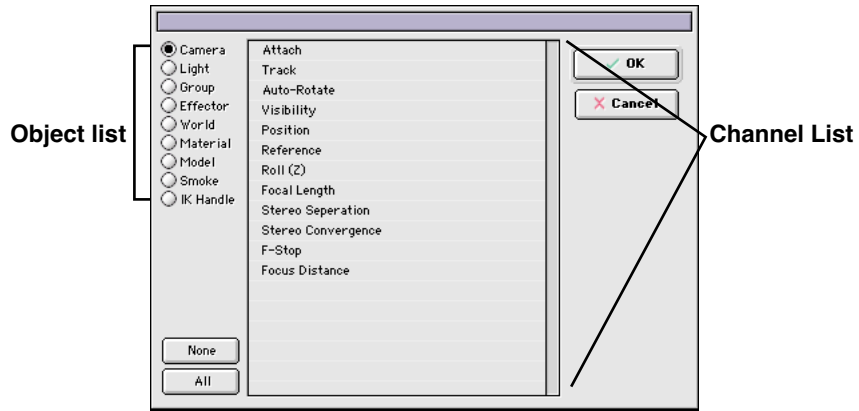 Object list
Camera
Light
Group
Effector
World
Material
Model
Smoke
IK Handle
None
All
Attach
Track
Auto-Rotate
Visibility
Position
Reference
Roll (Z)
Focal Length
Stereo Seperation
Stereo Convergence
F-Stop
Focus Distance
OK
Cancel
Channel List